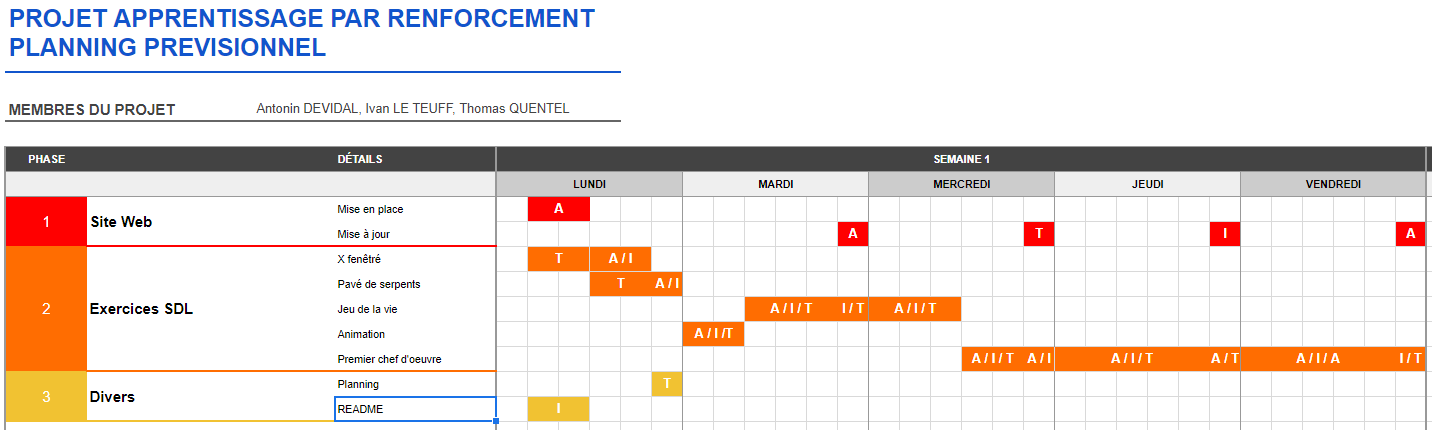 PROJET APPRENTISSAGE PAR RENFORCEMENT
PLANNING PREVISIONNEL
MEMBRES DU PROJET Antonin DEVIDAL, Ivan LE TEUFF, Thomas QUENTEL
PHASE DÉTAILS SEMAINE 1
LUNDI MARDI MERCREDI JEUDI VENDREDI
1 Site Web
Mise en place A
Mise à jour A T I A
2 Exercices SDL
X fenêtré T A / I
Pavé de serpents T A / I
Jeu de la vie A / I / T I / T A / I / T
Animation A / I /T
Premier chef d'oeuvre A / I / T A / I A / I / T A / T A / I / A I / T
3 Divers
Planning T
README I